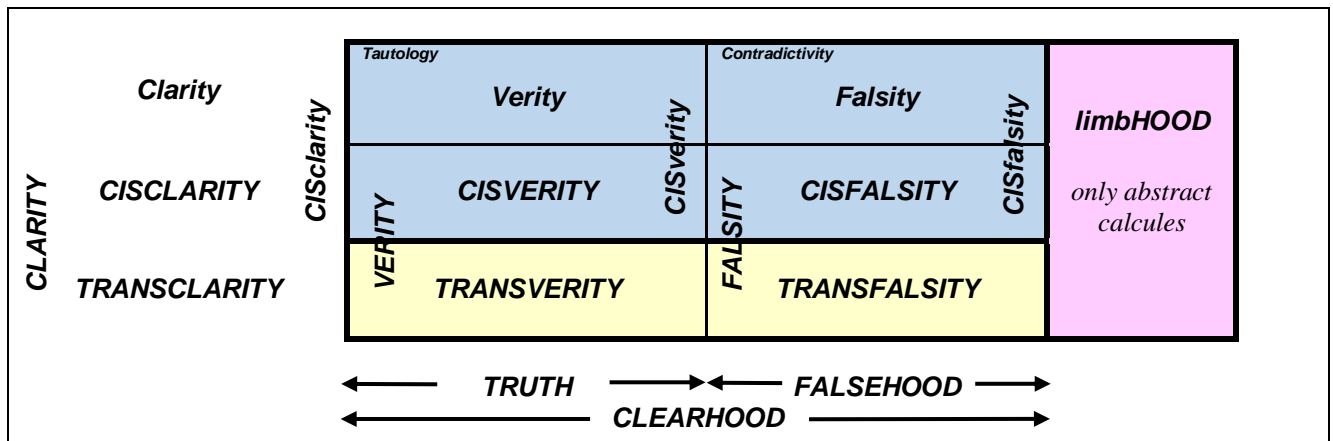 Tautology
Contradictivity
Clarity
CISclarity
Verity
CISverity
Falsity
CISfalsity
limbHOOD
CLARITY
CISCLARITY
VERITY
CISVERITY
FALSITY
CISFALSITY
only abstract
calcules
TRANSCLARITY
TRANSVERITY
TRANSFALSITY
TRUTH
FALSEHOOD
CLEARHOOD